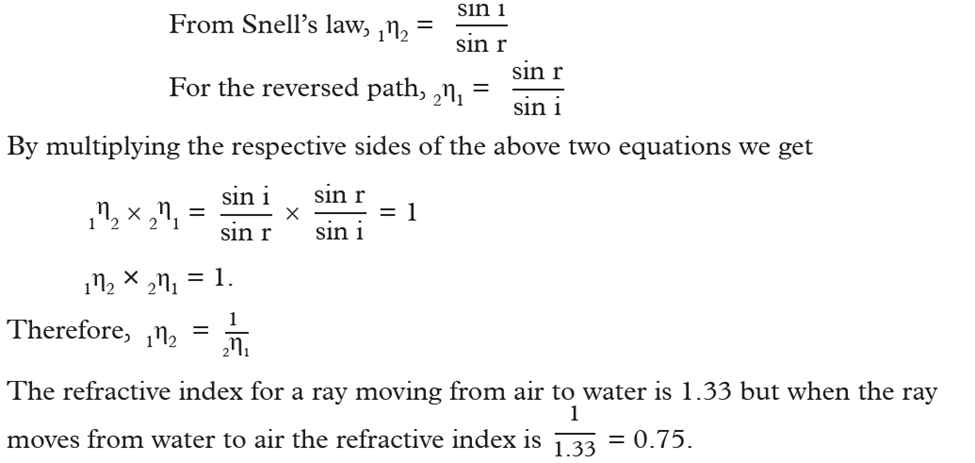 From Snell’s law, ₁η₂ = sin i / sin r
For the reversed path, ₂η₁ = sin r / sin i
By multiplying the respective sides of the above two equations we get
₁η₂ × ₂η₁ = sin i / sin r × sin r / sin i = 1
₁η₂ × ₂η₁ = 1.
Therefore, ₁η₂ = 1 / ₂η₁
The refractive index for a ray moving from air to water is 1.33 but when the ray
moves from water to air the refractive index is 1 / 1.33 = 0.75.